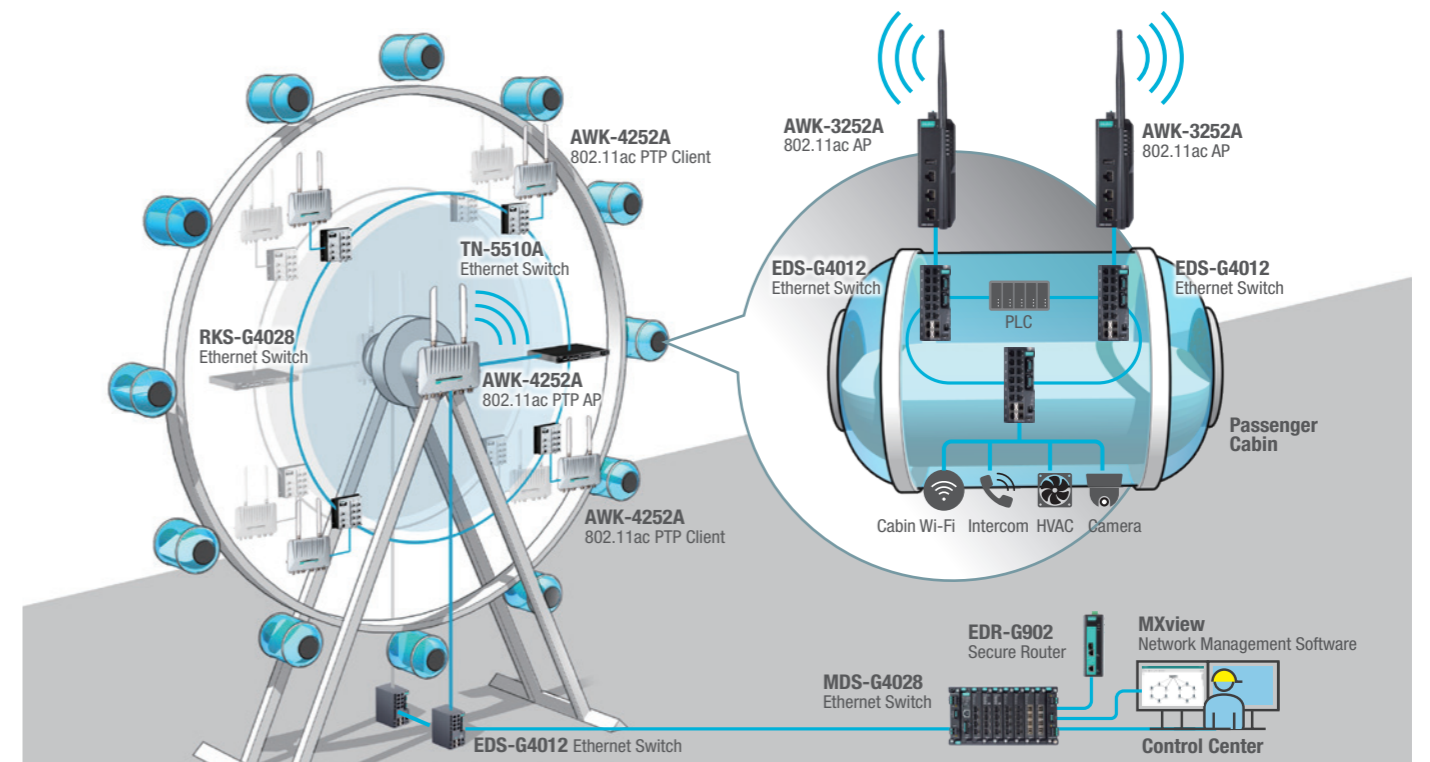 AWK-4252A
802.11ac PTP Client
TN-5510A
Ethernet Switch
RKS-G4028
Ethernet Switch
AWK-4252A
802.11ac PTP AP
AWK-4252A
802.11ac PTP Client
EDS-G4012 Ethernet Switch
AWK-3252A
802.11ac AP
AWK-3252A
802.11ac AP
EDS-G4012
Ethernet Switch
EDS-G4012
Ethernet Switch
PLC
Passenger
Cabin
Cabin Wi-Fi Intercom HVAC Camera
EDR-G902
Secure Router
MXview
Network Management Software
MDS-G4028
Ethernet Switch
Control Center